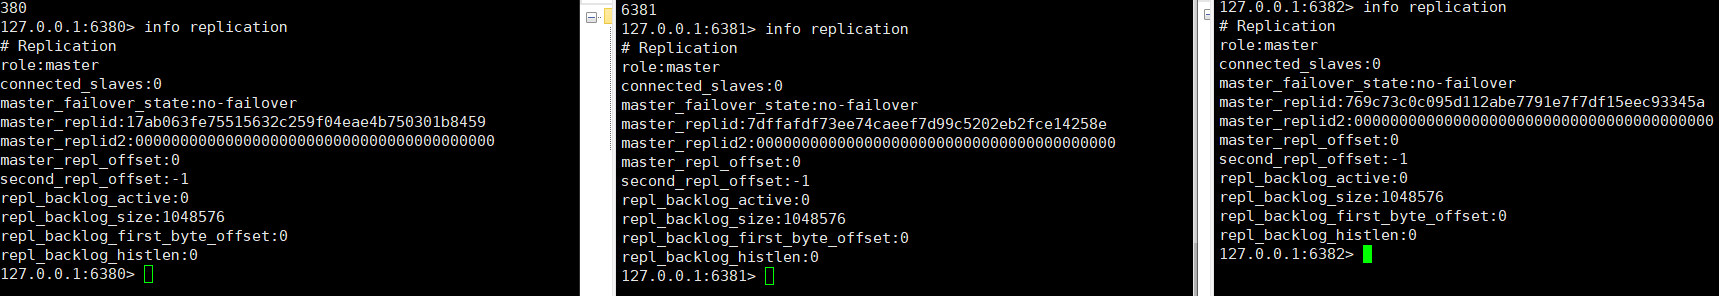 380
127.0.0.1:6380> info replication
# Replication
role:master
connected_slaves:0
master_failover_state:no-failover
master_replid:17ab063fe75515632c259f04eae4b750301b8459
master_replid2:0000000000000000000000000000000000000000
master_repl_offset:0
second_repl_offset:-1
repl_backlog_active:0
repl_backlog_size:1048576
repl_backlog_first_byte_offset:0
repl_backlog_histlen:0
127.0.0.1:6380>
6381
127.0.0.1:6381> info replication
# Replication
role:master
connected_slaves:0
master_failover_state:no-failover
master_replid:7dffafdf73ee74caeef7d99c5202eb2fce14258e
master_replid2:0000000000000000000000000000000000000000
master_repl_offset:0
second_repl_offset:-1
repl_backlog_active:0
repl_backlog_size:1048576
repl_backlog_first_byte_offset:0
repl_backlog_histlen:0
127.0.0.1:6381>
127.0.0.1:6382> info replication
# Replication
role:master
connected_slaves:0
master_failover_state:no-failover
master_replid:769c73c0c095d112abe7791e7f7df15eec93345a
master_replid2:0000000000000000000000000000000000000000
master_repl_offset:0
second_repl_offset:-1
repl_backlog_active:0
repl_backlog_size:1048576
repl_backlog_first_byte_offset:0
repl_backlog_histlen:0
127.0.0.1:6382>